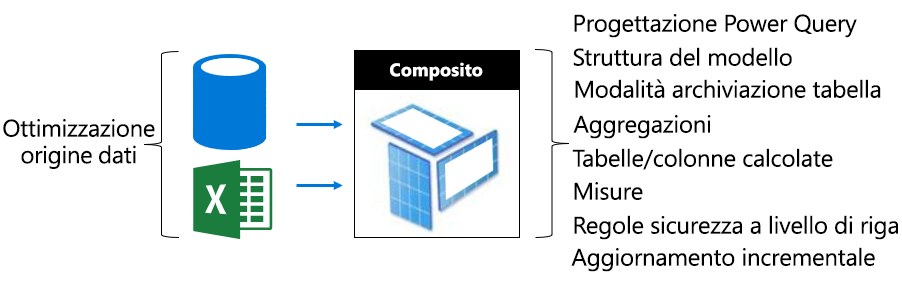 Ottimizzazione
origine dati
X
Composito
Progettazione Power Query
Struttura del modello
Modalità archiviazione tabella
Aggregazioni
Tabelle/colonne calcolate
Misure
Regole sicurezza a livello di riga
Aggiornamento incrementale